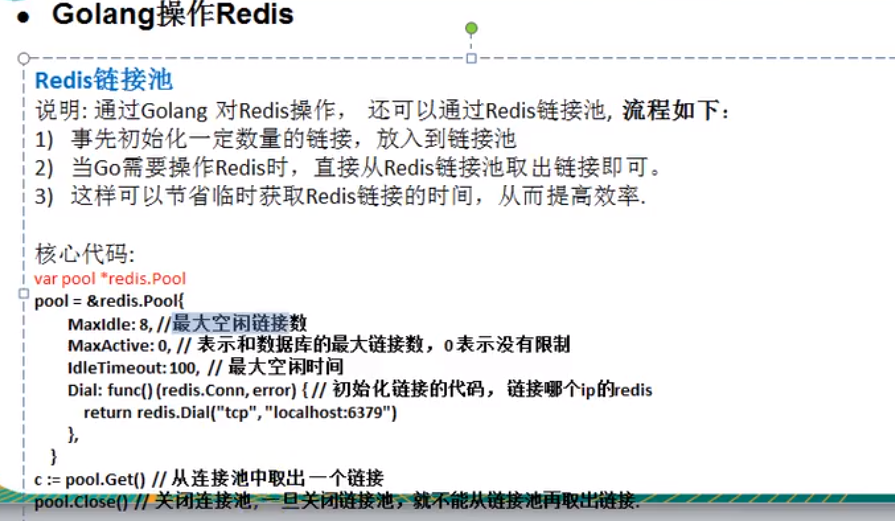 • Golang操作Redis
Redis链接池
说明: 通过Golang 对Redis操作， 还可以通过Redis链接池, 流程如下：
1) 事先初始化一定数量的链接，放入到链接池
2) 当Go需要操作Redis时，直接从Redis链接池取出链接即可。
3) 这样可以节省临时获取Redis链接的时间，从而提高效率.
核心代码:
var pool *redis.Pool
pool = &redis.Pool{
MaxIdle: 8, //最大空闲链接数
MaxActive: 0, // 表示和数据库的最大链接数，0表示没有限制
IdleTimeout: 100, // 最大空闲时间
Dial: func() (redis.Conn, error) { // 初始化链接的代码，链接哪个ip的redis
return redis.Dial("tcp", "localhost:6379")
},
}
c := pool.Get() // 从连接池中取出一个链接
pool.Close() // 关闭连接池，一旦关闭链接池，就不能从链接池再取出链接.